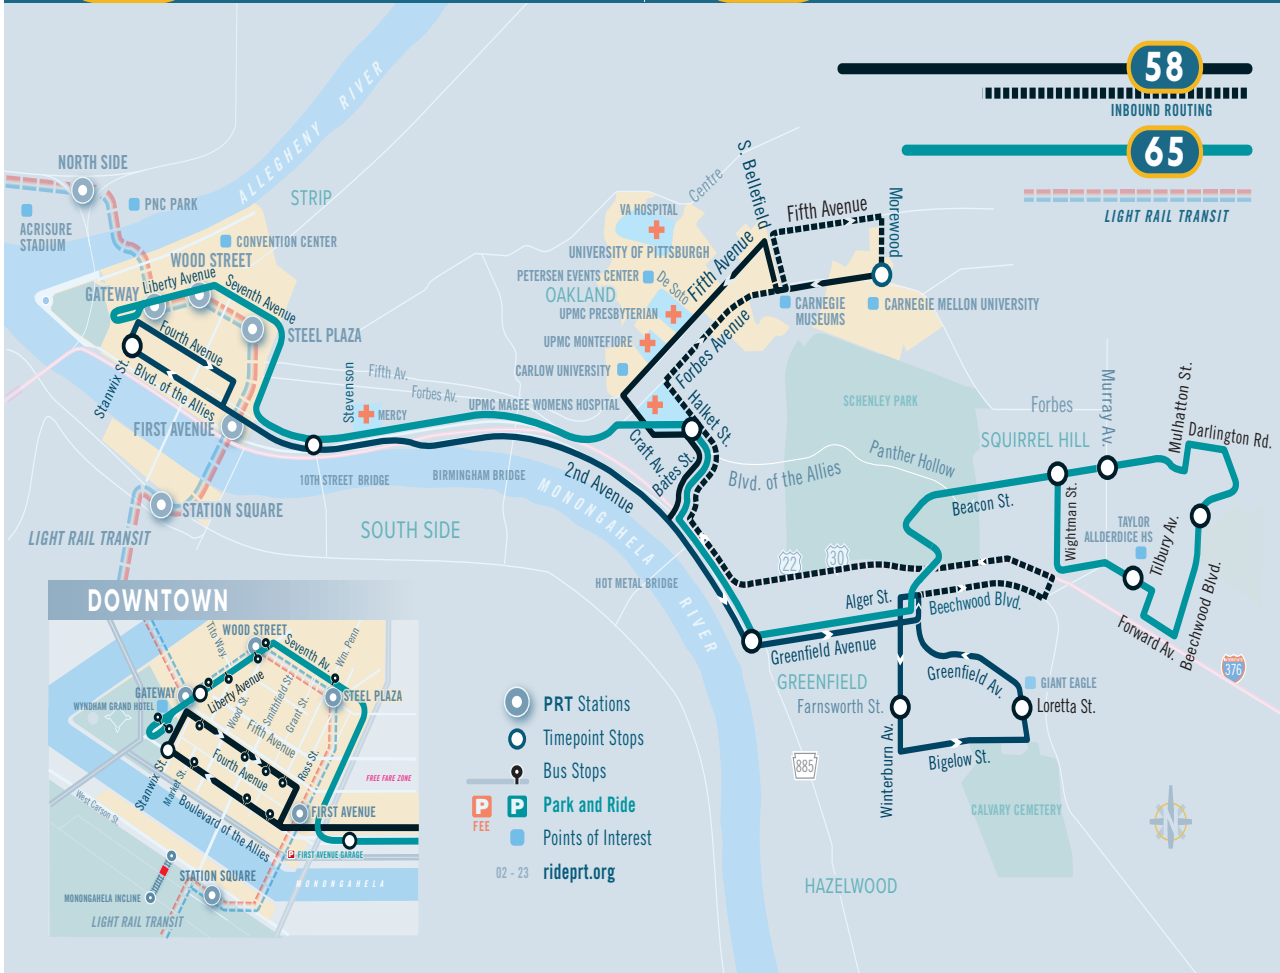 58
INBOUND ROUTING
65
LIGHT RAIL TRANSIT
ALLEGHENY RIVER
NORTH SIDE
PNC PARK
ACRISURE
STADIUM
STRIP
CONVENTION CENTER
WOOD STREET
Liberty Avenue
Seventh Avenue
GATEWAY
STEEL PLAZA
Fourth Avenue
Stanwix St.
Blvd. of the Allies
FIRST AVENUE
STATION SQUARE
LIGHT RAIL TRANSIT
Stevenson
Fifth Av.
Forbes Av.
MERCY
10TH STREET BRIDGE
BIRMINGHAM BRIDGE
SOUTH SIDE
MONONGAHELA RIVER
2nd Avenue
HOT METAL BRIDGE
VA HOSPITAL
UNIVERSITY OF PITTSBURGH
PETERSEN EVENTS CENTER
De Soto
OAKLAND
UPMC PRESBYTERIAN
UPMC MONTEFIORE
CARLOW UNIVERSITY
UPMC MAGEE WOMENS HOSPITAL
Centre
S. Bellefield
Fifth Avenue
Morewood
Fifth Avenue
Forbes Avenue
CARNEGIE
MUSEUMS
CARNEGIE MELLON UNIVERSITY
Halket St.
Craft Av.
Bates St.
Blvd. of the Allies
SCHENLEY PARK
Panther Hollow
22
30
Forbes
Murray Av.
SQUIRREL HILL
Mulhatton St.
Darlington Rd.
Beacon St.
Wightman St.
TAYLOR
ALLDERDICE HS
Tilbury Av.
Beechwood Blvd.
Forward Av.
376
Alger St.
Beechwood Blvd.
Greenfield Avenue
Greenfield Av.
GREENFIELD
Farnsworth St.
GIANT EAGLE
Loretta St.
Winterburn Av.
Bigelow St.
885
CALVARY CEMETERY
HAZELWOOD
N
DOWNTOWN
WOOD STREET
Tito Way.
Seventh Av.
Wm. Penn
GATEWAY
WYNDHAM GRAND HOTEL
Liberty Avenue
Wood St.
Smithfield St.
Grant St.
STEEL PLAZA
Fifth Avenue
Fourth Avenue
Ross St.
Stanwix St.
Market St.
Boulevard of the Allies
FREE FARE ZONE
FIRST AVENUE
P FIRST AVENUE GARAGE
West Carson St.
STATION SQUARE
MONONGAHELA
MONONGAHELA INCLINE
LIGHT RAIL TRANSIT
PRT Stations
Timepoint Stops
Bus Stops
P P Park and Ride
FEE
Points of Interest
02 - 23 rideprt.org